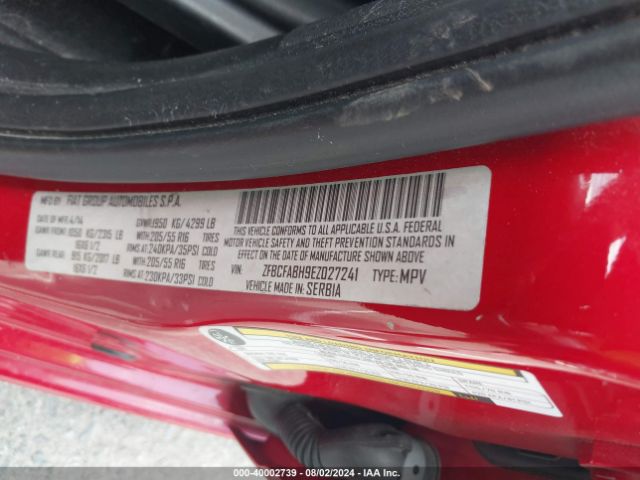 MFD BY FIAT GROUP AUTOMOBILES S.P.A.
DATE OF MFR 4/14 GVWR 1950 KG/4299 LB
GAWR FRONT 1050 KG/2315 LB WITH 205/55 R16 TIRES
16X6 1/2 RIMS AT 240KPA/35PSI COLD
GAWR REAR 915 KG/2017 LB WITH 205/55 R16 TIRES
16X6 1/2 RIMS AT 230KPA/33PSI COLD
THIS VEHICLE CONFORMS TO ALL APPLICABLE U.S.A. FEDERAL
MOTOR VEHICLE SAFETY, BUMPER, AND THEFT PREVENTION
STANDARDS IN EFFECT ON THE DATE OF MANUFACTURE SHOWN ABOVE.
VIN: ZFBCFABH9EZ027241 TYPE: MPV
VEHICLE MADE IN: SERBIA
00-40002739 - 08/02/2024 - IAA Inc.